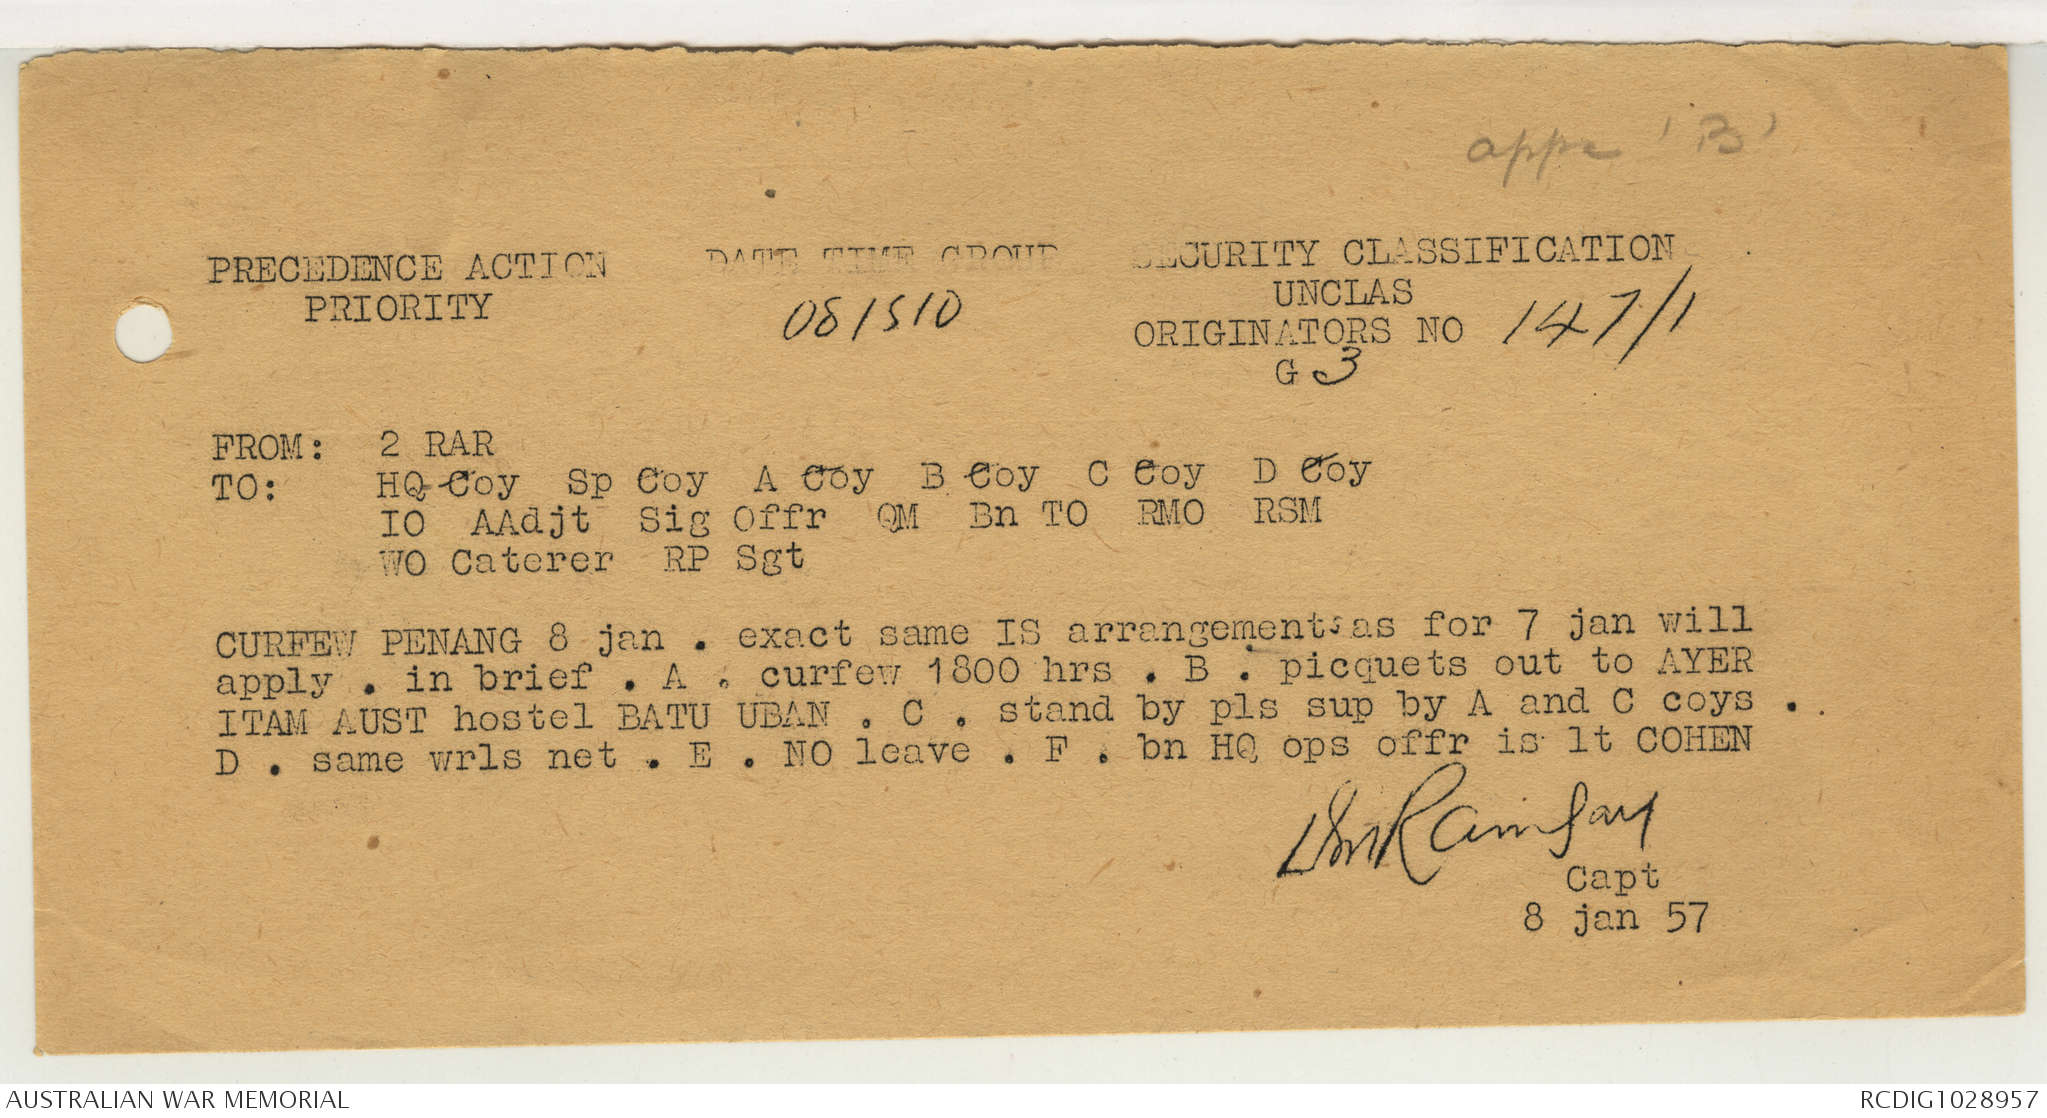 appx 'B'
PRECEDENCE ACTION DATE TIME GROUP SECURITY CLASSIFICATION
PRIORITY 081510 UNCLAS
ORIGINATORS NO 147/1
G 3
FROM: 2 RAR
TO: HQ Coy Sp Coy A Coy B Coy C Coy D Coy
IO AAdjt Sig Offr QM Bn TO RMO RSM
WO Caterer RP Sgt
CURFEW PENANG 8 jan . exact same IS arrangements as for 7 jan will
apply . in brief . A . curfew 1800 hrs . B . picquets out to AYER
ITAM AUST hostel BATU UBAN . C . stand by pls sup by A and C coys .
D . same wrls net . E . NO leave . F . bn HQ ops offr is lt COHEN
Ramsay
Capt
8 jan 57
AUSTRALIAN WAR MEMORIAL RCDIG1028957